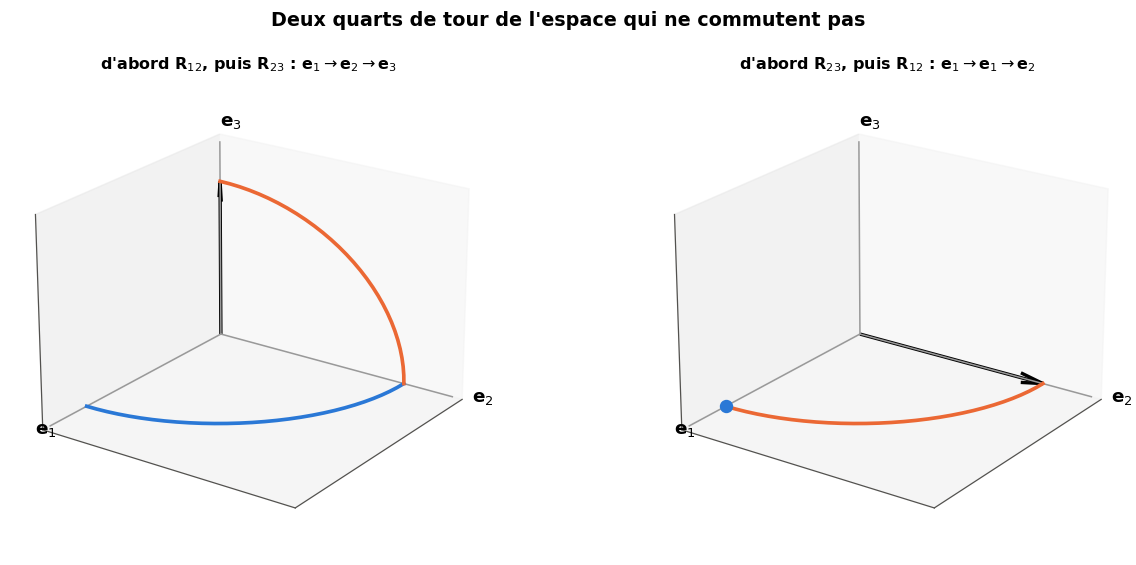 Deux quarts de tour de l'espace qui ne commutent pas
d'abord R₁₂, puis R₂₃ : e₁→e₂→e₃
d'abord R₂₃, puis R₁₂ : e₁→e₁→e₂
e₃
e₂
e₁
e₃
e₂
e₁